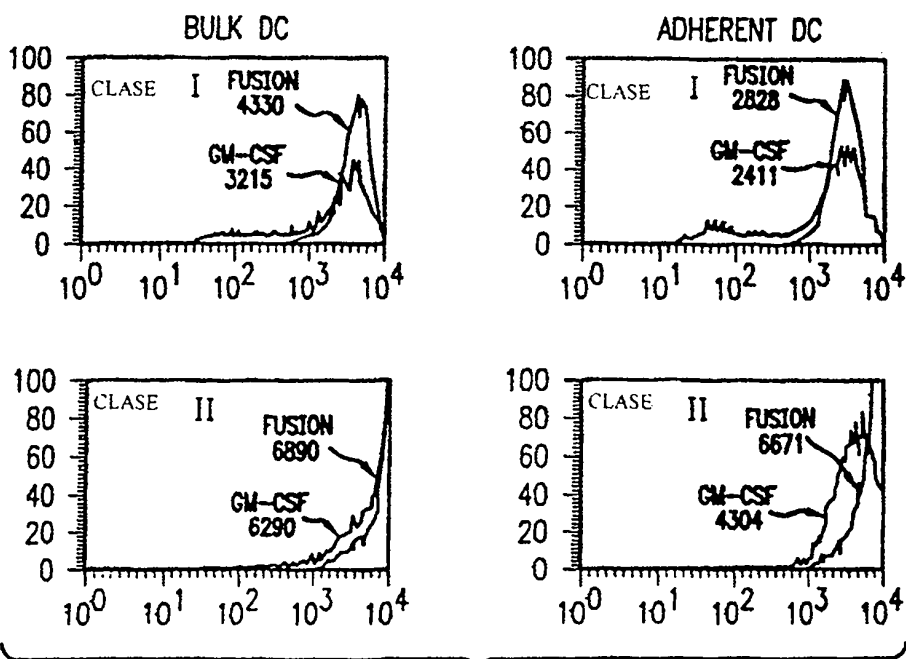 BULK DC
CLASE I
FUSION
4330
GM-CSF
3215
100
80
60
40
20
0
10^0 10^1 10^2 10^3 10^4
ADHERENT DC
CLASE I
FUSION
2828
GM-CSF
2411
100
80
60
40
20
0
10^0 10^1 10^2 10^3 10^4
CLASE II
FUSION
6890
GM-CSF
6290
100
80
60
40
20
0
10^0 10^1 10^2 10^3 10^4
CLASE II
FUSION
6671
GM-CSF
4304
100
80
60
40
20
0
10^0 10^1 10^2 10^3 10^4